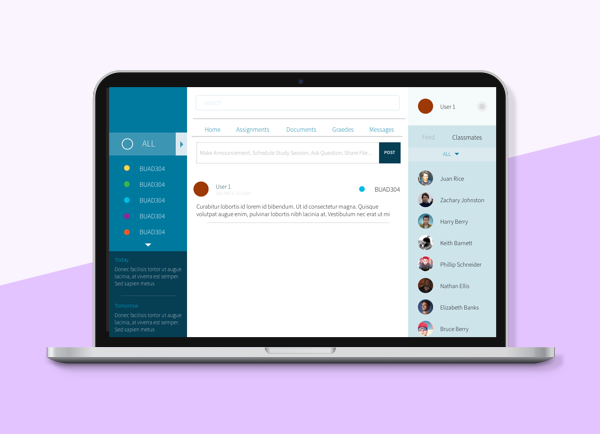 search
User 1
ALL
Home Assignments Documents Graedes Messages
Feed Classmates
Make Announcement, Schedule Study Session, Ask Question, Share File... POST
ALL
BUAD304
BUAD304
BUAD304
BUAD304
BUAD304
User 1
BUAD304
Curabitur lobortis id lorem id bibendum. Ut id consectetur magna. Quisque
volutpat augue enim, pulvinar lobortis nibh lacinia at. Vestibulum nec erat ut mi
Today
Donec facilisis tortor ut augue
lacinia, at viverra est semper.
Sed sapien metus
Tomorrow
Donec facilisis tortor ut augue
lacinia, at viverra est semper.
Sed sapien metus
Juan Rice
Zachary Johnston
Harry Berry
Keith Barnett
Phillip Schneider
Nathan Ellis
Elizabeth Banks
Bruce Berry